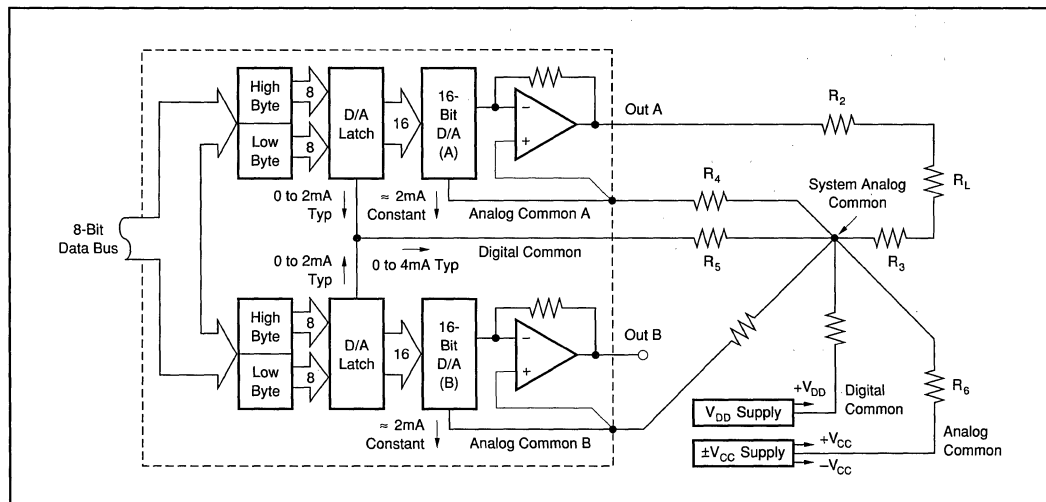 High
Byte
8
Low
Byte
8
D/A
Latch
16
16-
Bit
D/A
(A)
−
+
Out A
R2
RL
R3
R4
System Analog
Common
0 to 2mA
Typ
≈ 2mA
Constant
Analog Common A
8-Bit
Data Bus
Digital Common
0 to 4mA Typ
R5
0 to 2mA
Typ
High
Byte
8
Low
Byte
8
D/A
Latch
16
16-
Bit
D/A
(B)
−
+
Out B
≈ 2mA
Constant
Analog Common B
+VDD
VDD Supply
Digital
Common
R6
+VCC
±VCC Supply
−VCC
Analog
Common